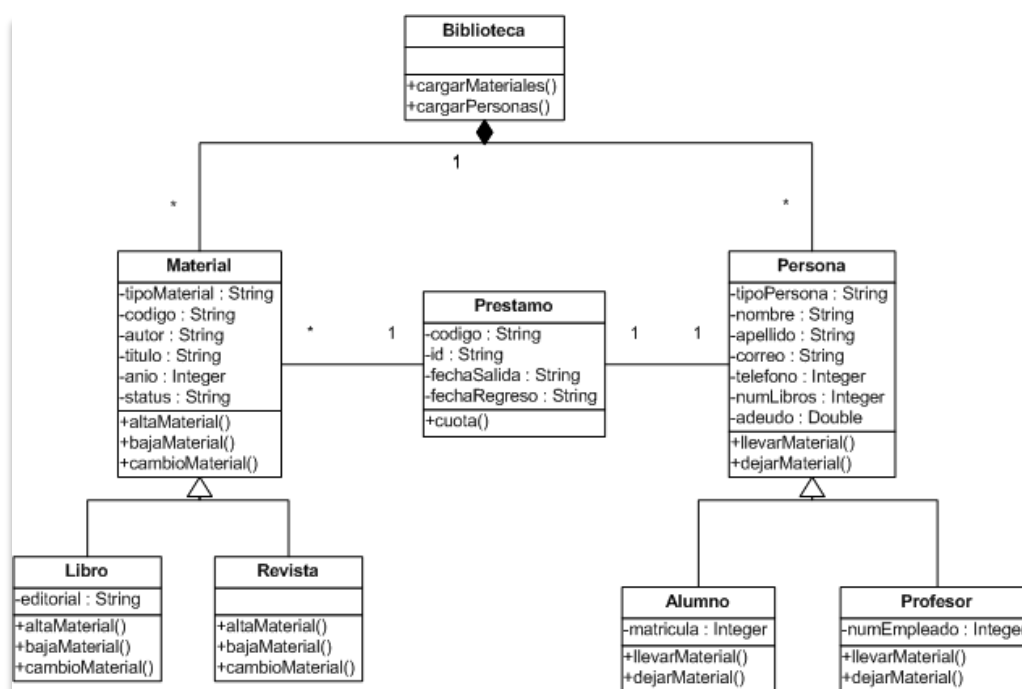 Biblioteca
+cargarMateriales()
+cargarPersonas()
1
*
*
Material
-tipoMaterial : String
-codigo : String
-autor : String
-titulo : String
-anio : Integer
-status : String
+altaMaterial()
+bajaMaterial()
+cambioMaterial()
*
1
Prestamo
-codigo : String
-id : String
-fechaSalida : String
-fechaRegreso : String
+cuota()
1
1
Persona
-tipoPersona : String
-nombre : String
-apellido : String
-correo : String
-telefono : Integer
-numLibros : Integer
-adeudo : Double
+llevarMaterial()
+dejarMaterial()
Libro
-editorial : String
+altaMaterial()
+bajaMaterial()
+cambioMaterial()
Revista
+altaMaterial()
+bajaMaterial()
+cambioMaterial()
Alumno
-matricula : Integer
+llevarMaterial()
+dejarMaterial()
Profesor
-numEmpleado : Integer
+llevarMaterial()
+dejarMaterial()